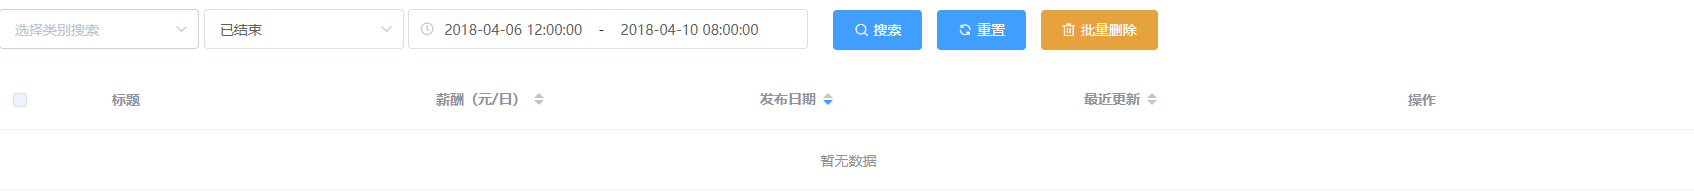 选择类别搜索 已结束 2018-04-06 12:00:00 - 2018-04-10 08:00:00 搜索 重置 批量删除
标题 薪酬（元/日） 发布日期 最近更新 操作
暂无数据